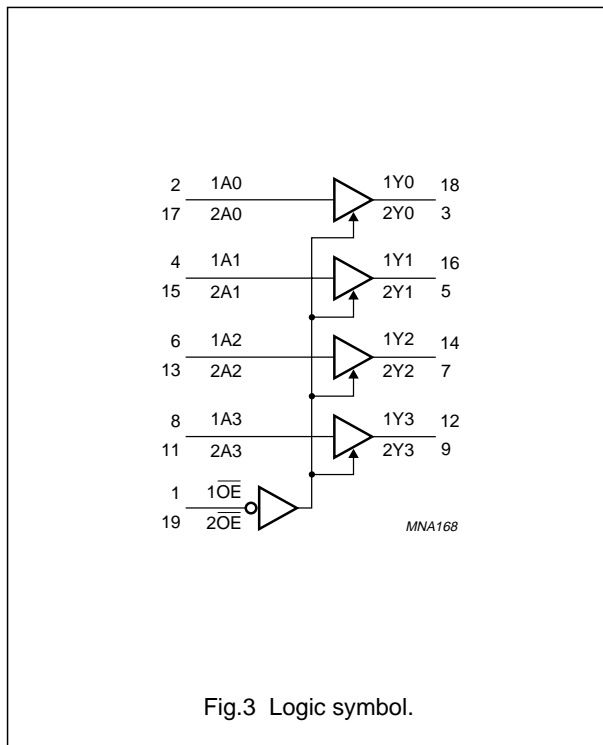 2 1A0 1Y0 18
17 2A0 2Y0 3
4 1A1 1Y1 16
15 2A1 2Y1 5
6 1A2 1Y2 14
13 2A2 2Y2 7
8 1A3 1Y3 12
11 2A3 2Y3 9
1 1O̅E̅
19 2O̅E̅
MNA168
Fig.3 Logic symbol.